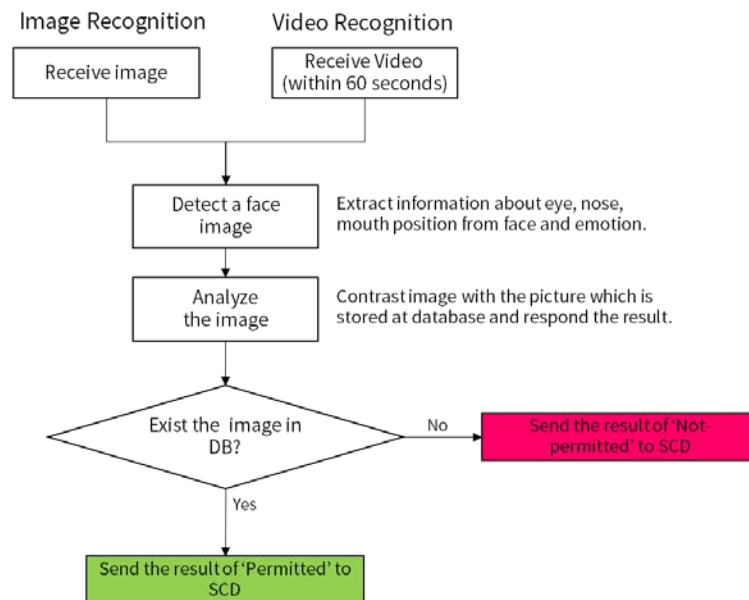 Image Recognition
Video Recognition
Receive image
Receive Video
(within 60 seconds)
Detect a face
image
Extract information about eye, nose,
mouth position from face and emotion.
Analyze
the image
Contrast image with the picture which is
stored at database and respond the result.
Exist the image in
DB?
No
Send the result of ‘Not-
permitted’ to SCD
Yes
Send the result of ‘Permitted’ to
SCD